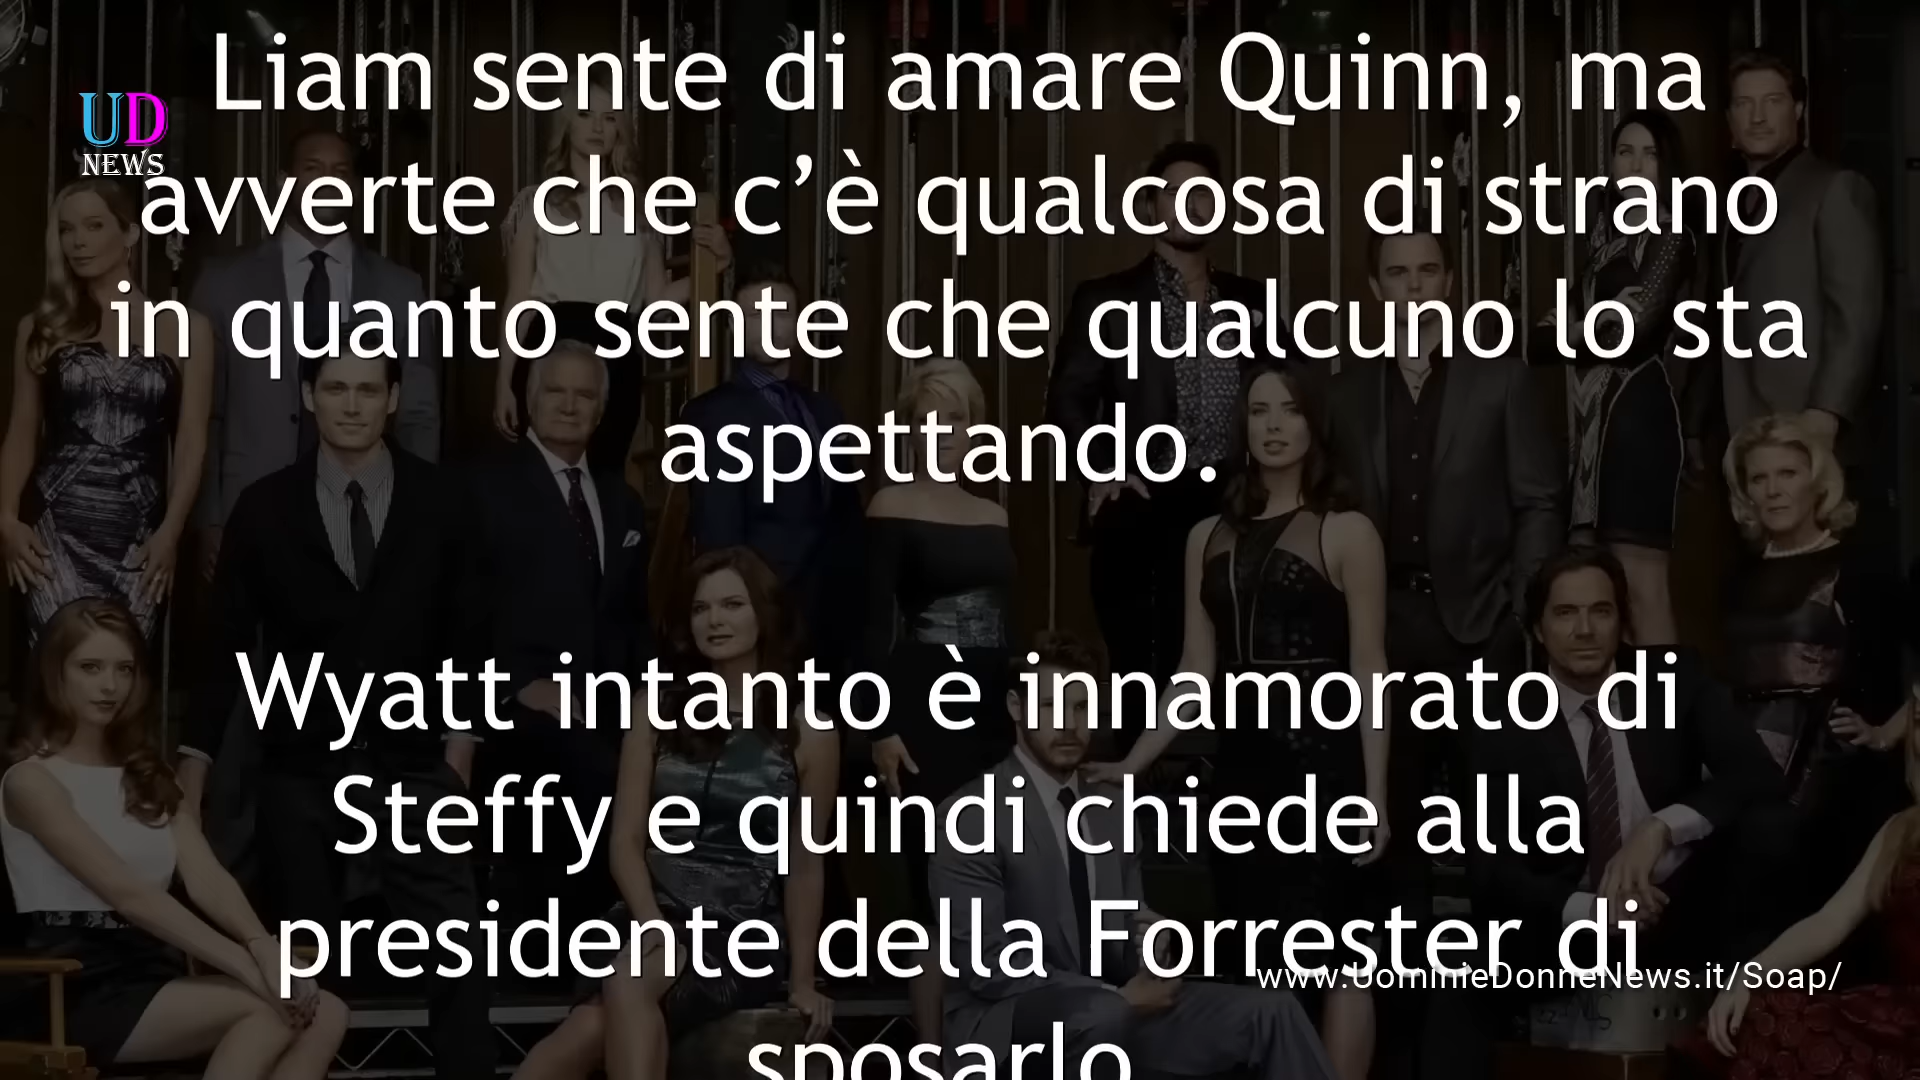 Liam sente di amare Quinn, ma
UD
NEWS
avverte che c’è qualcosa di strano
in quanto sente che qualcuno lo sta
aspettando.
Wyatt intanto è innamorato di
Steffy e quindi chiede alla
presidente della Forrester di
www.UominieDonneNews.it/Soap/
sposarlo